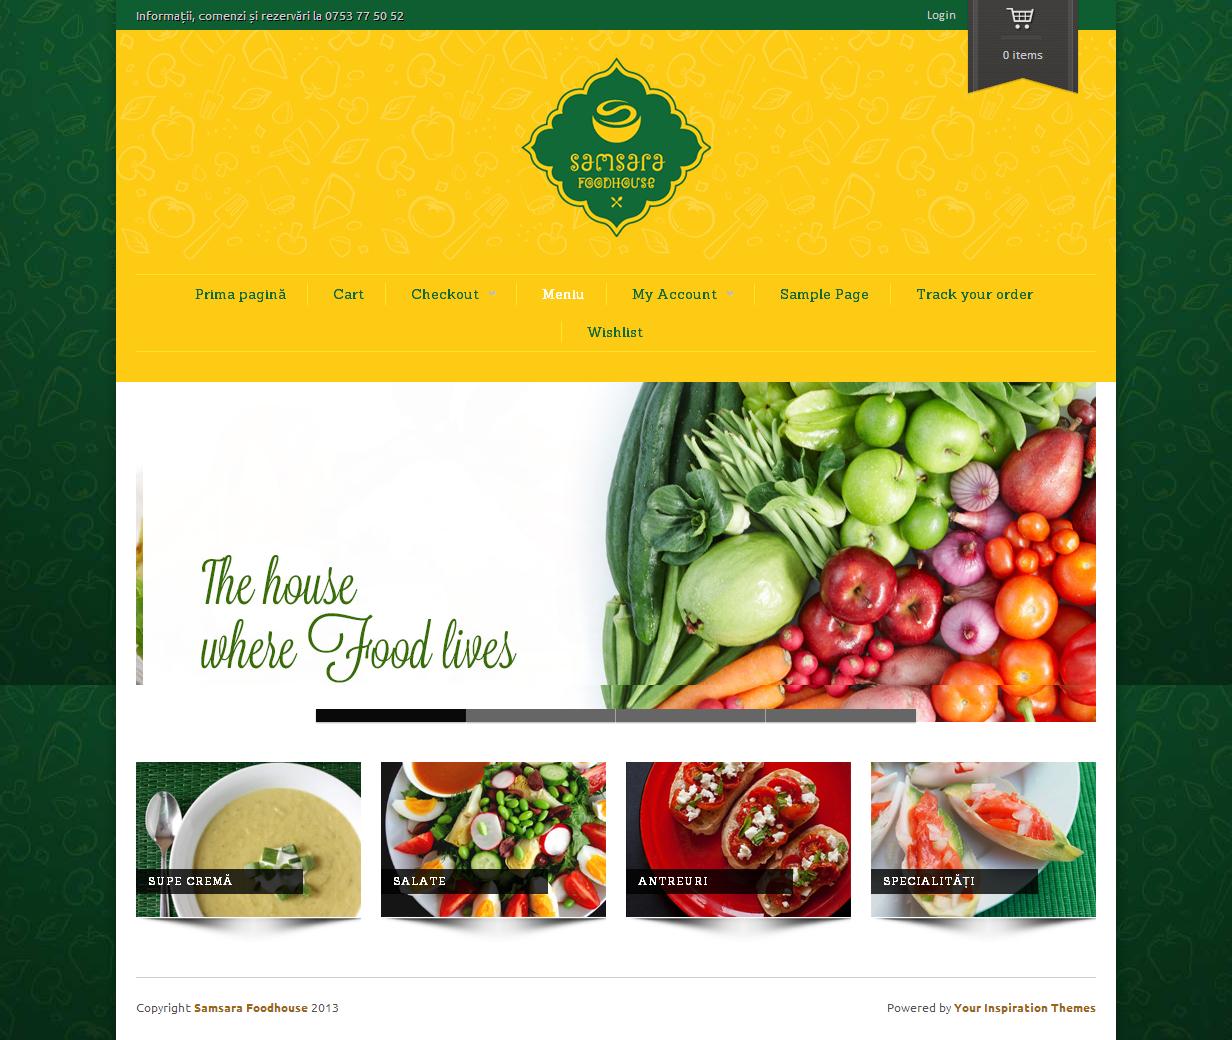 Informații, comenzi și rezervări la 0753 77 50 52
Login
0 items
samsara
FOODHOUSE
Prima pagină Cart Checkout Meniu My Account Sample Page Track your order
Wishlist
The house
where Food lives
SUPE CREMĂ
SALATE
ANTREURI
SPECIALITĂȚI
Copyright Samsara Foodhouse 2013
Powered by Your Inspiration Themes